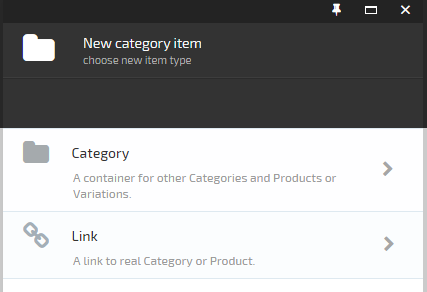 New category item
choose new item type
Category
A container for other Categories and Products or
Variations.
Link
A link to real Category or Product.